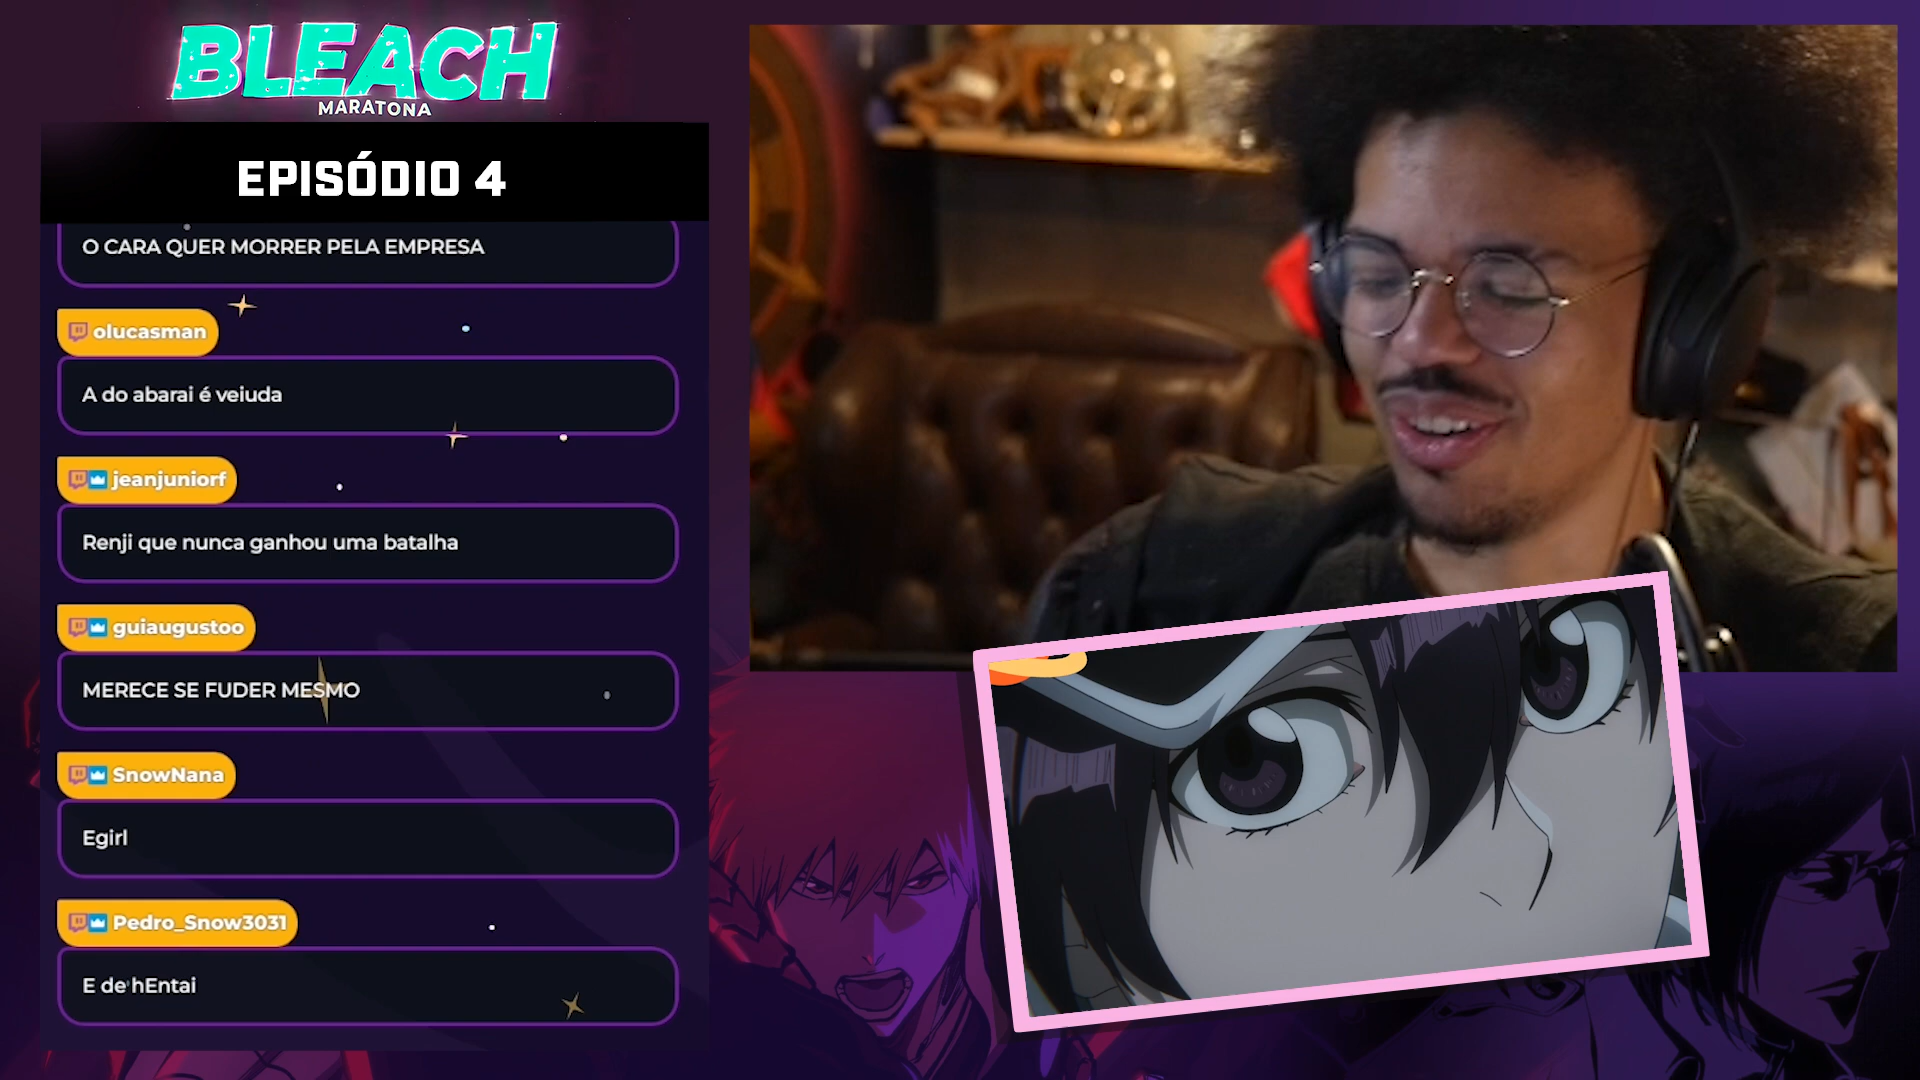 BLEACH
MARATONA
EPISÓDIO 4
O CARA QUER MORRER PELA EMPRESA
olucasman
A do abarai é veiuda
jeanjuniorf
Renji que nunca ganhou uma batalha
guiaugustoo
MERECE SE FUDER MESMO
SnowNana
Egirl
Pedro_Snow3031
E de hEntai